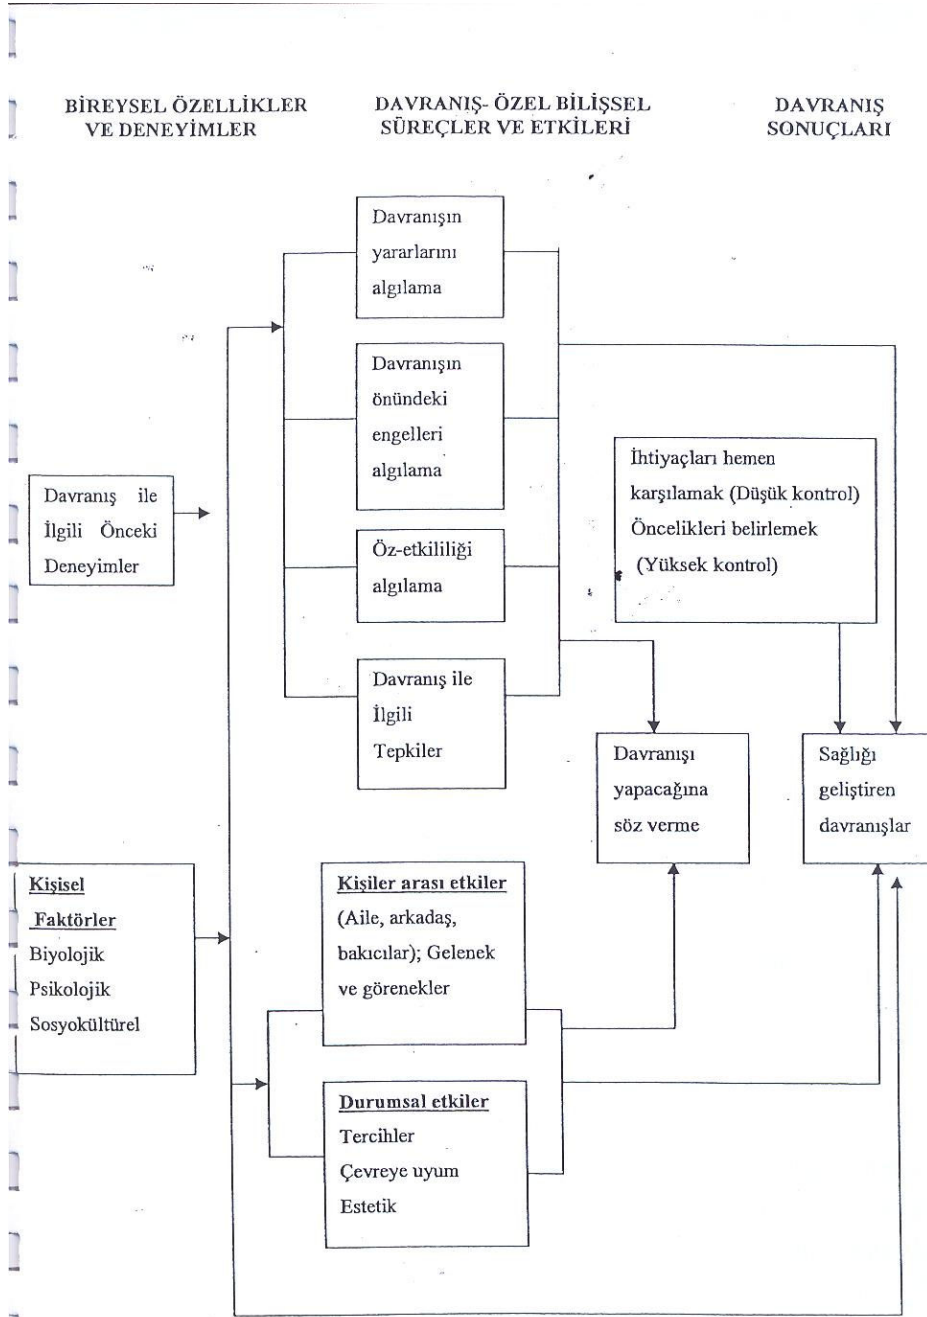 BİREYSEL ÖZELLİKLER
VE DENEYİMLER
DAVRANIŞ- ÖZEL BİLİŞSEL
SÜREÇLER VE ETKİLERİ
DAVRANIŞ
SONUÇLARI
Davranışın
yararlarını
algılama
Davranışın
önündeki
engelleri
algılama
İhtiyaçları hemen
karşılamak (Düşük kontrol)
Öncelikleri belirlemek
(Yüksek kontrol)
Davranış ile
İlgili Önceki
Deneyimler
Öz-etkililiği
algılama
Davranış ile
İlgili
Tepkiler
Davranışı
yapacağına
söz verme
Sağlığı
geliştiren
davranışlar
Kişisel
Faktörler
Biyolojik
Psikolojik
Sosyokültürel
Kişiler arası etkiler
(Aile, arkadaş,
bakıcılar); Gelenek
ve görenekler
Durumsal etkiler
Tercihler
Çevreye uyum
Estetik